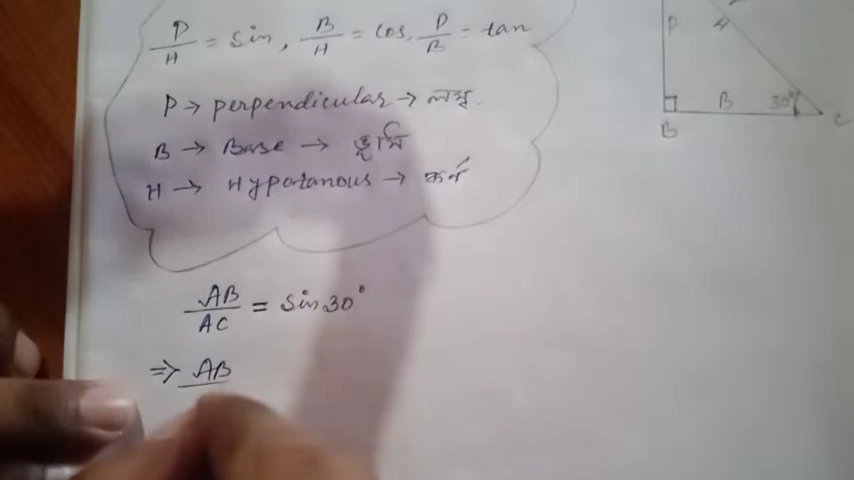 P/H = sin, B/H = cos, P/B = tan
P → perpendicular → লম্ব.
B → Base → ভূমি
H → Hypotanous → কর্ন
AB/AC = sin 30°
⇒ AB
P H
B 30°
B C